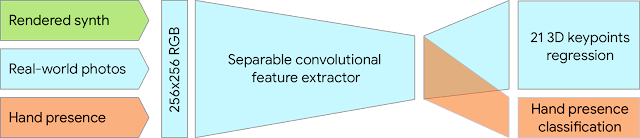 Rendered synth
Real-world photos
Hand presence
256x256 RGB
Separable convolutional
feature extractor
21 3D keypoints
regression
Hand presence
classification